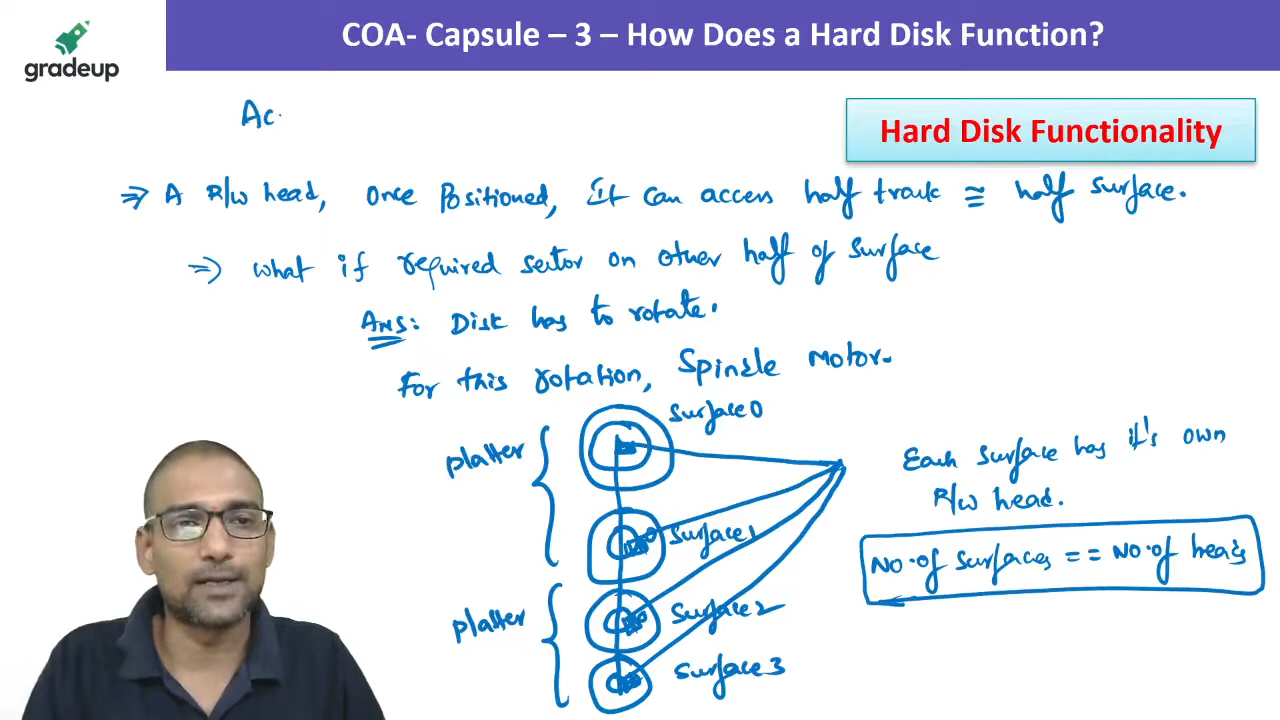 COA- Capsule – 3 – How Does a Hard Disk Function?
gradeup
Ac
Hard Disk Functionality
⇒ A R/W head, Once Positioned, It can access half track ≅ half surface.
⇒ what if required sector on other half of surface
Ans: Disk has to rotate.
For this rotation, Spindle Motor.
Surface 0
platter
Each surface has it's own
R/W head.
Surface 1
No. of surfaces == No. of heads
platter
Surface 2
Surface 3